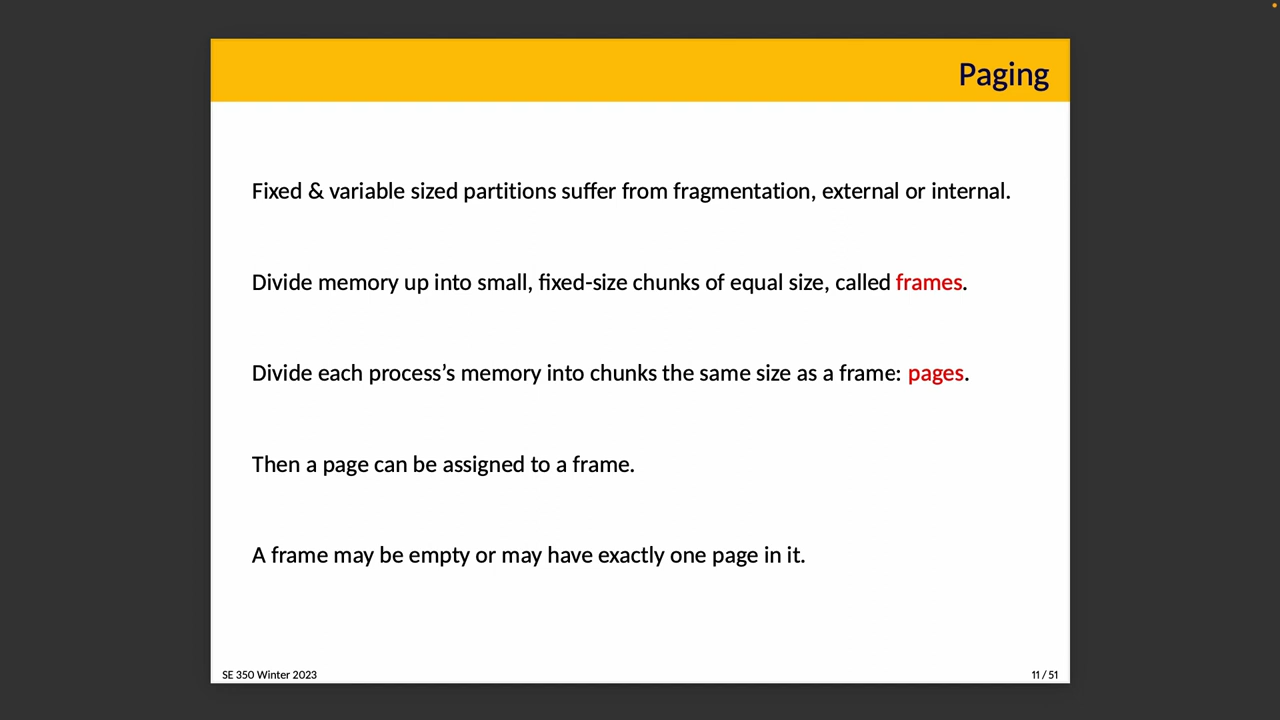 Paging
Fixed & variable sized partitions suffer from fragmentation, external or internal.
Divide memory up into small, fixed-size chunks of equal size, called frames.
Divide each process’s memory into chunks the same size as a frame: pages.
Then a page can be assigned to a frame.
A frame may be empty or may have exactly one page in it.
SE 350 Winter 2023
11 / 51